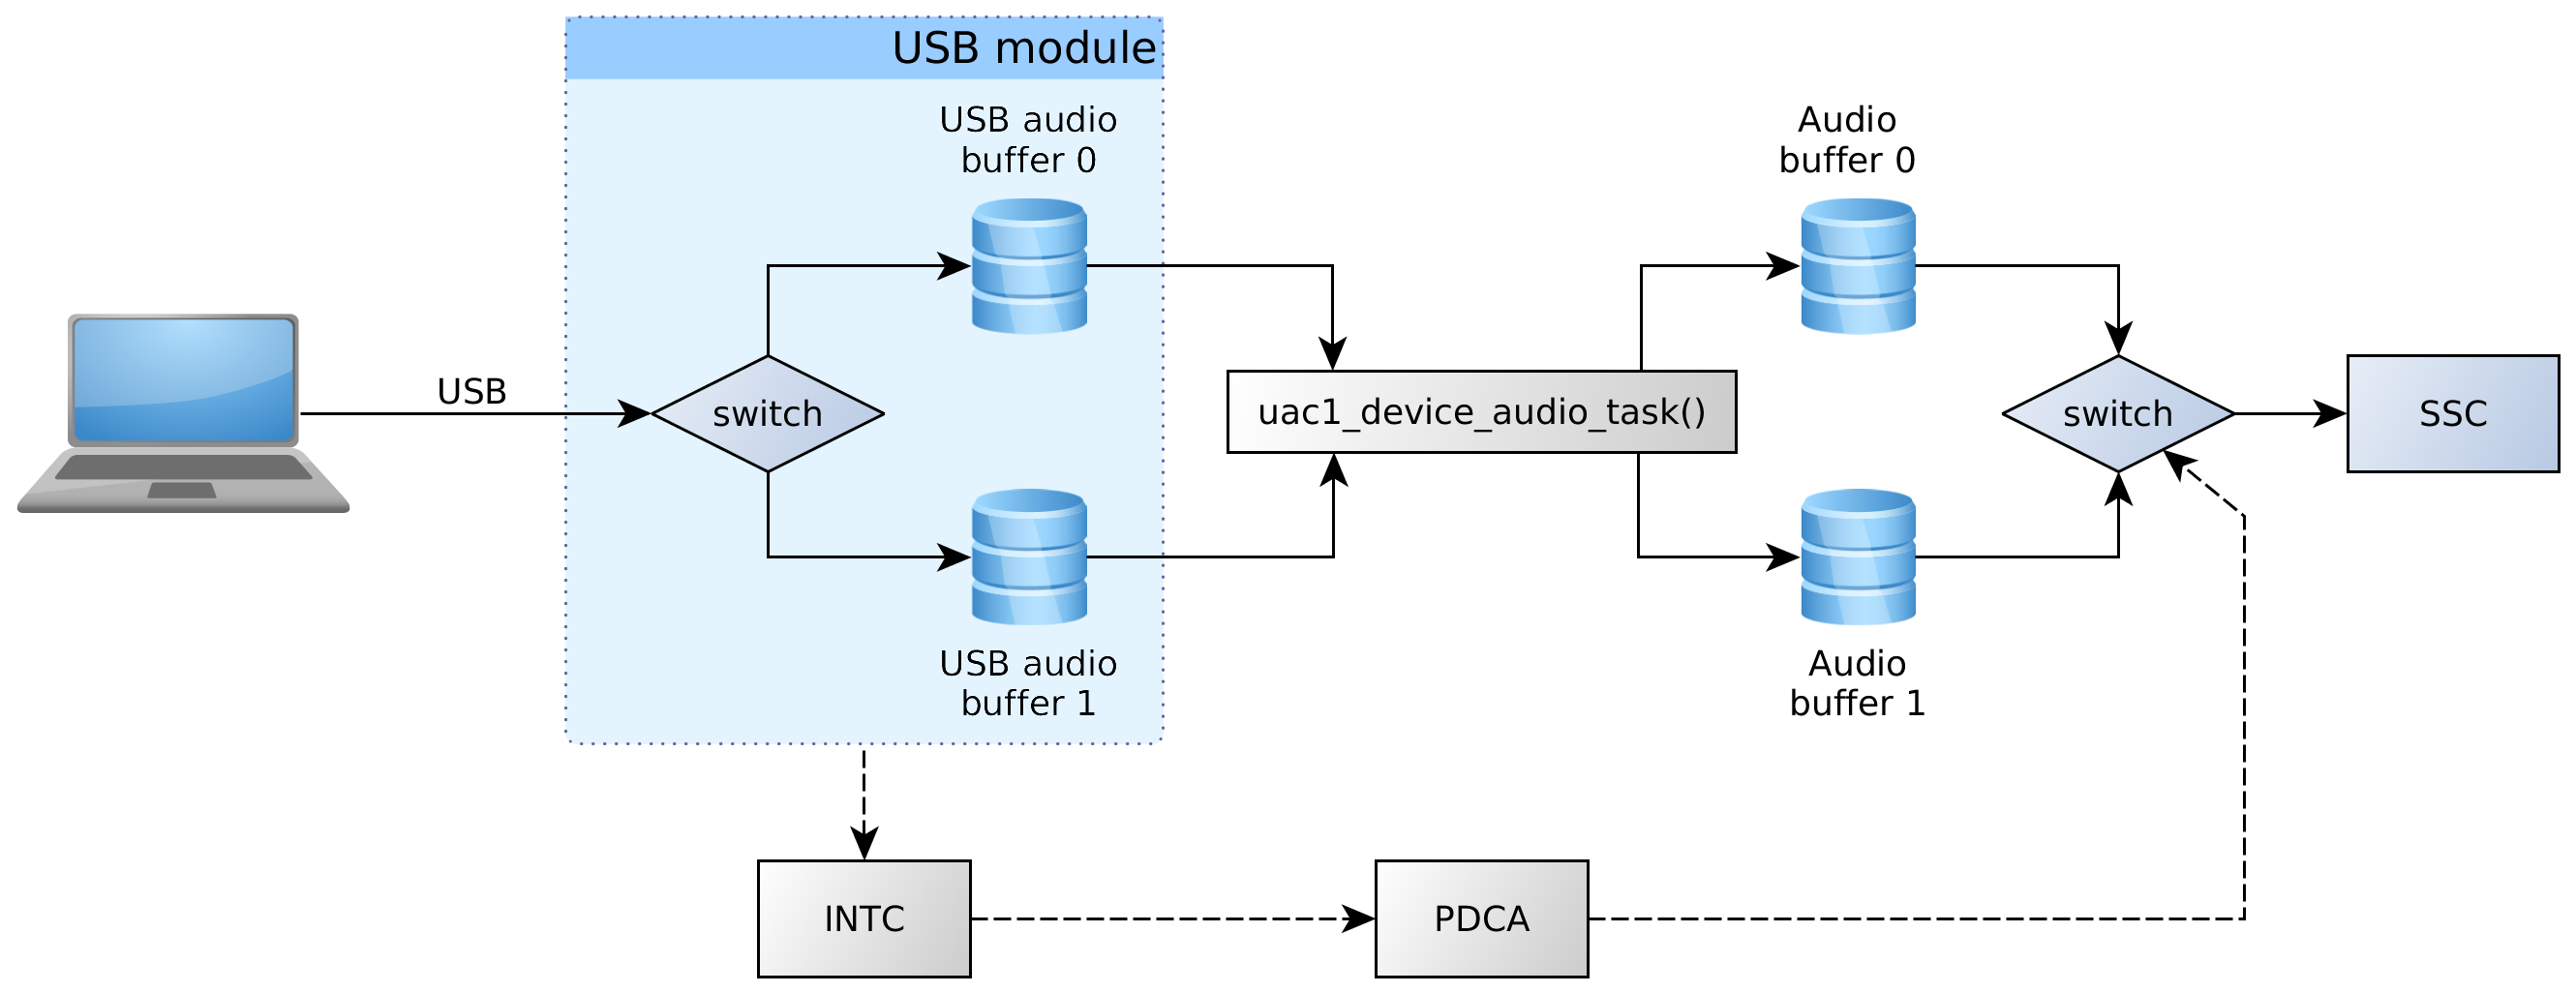 USB module
USB audio
buffer 0
Audio
buffer 0
USB
switch
uac1_device_audio_task()
switch
SSC
USB audio
buffer 1
Audio
buffer 1
INTC
PDCA